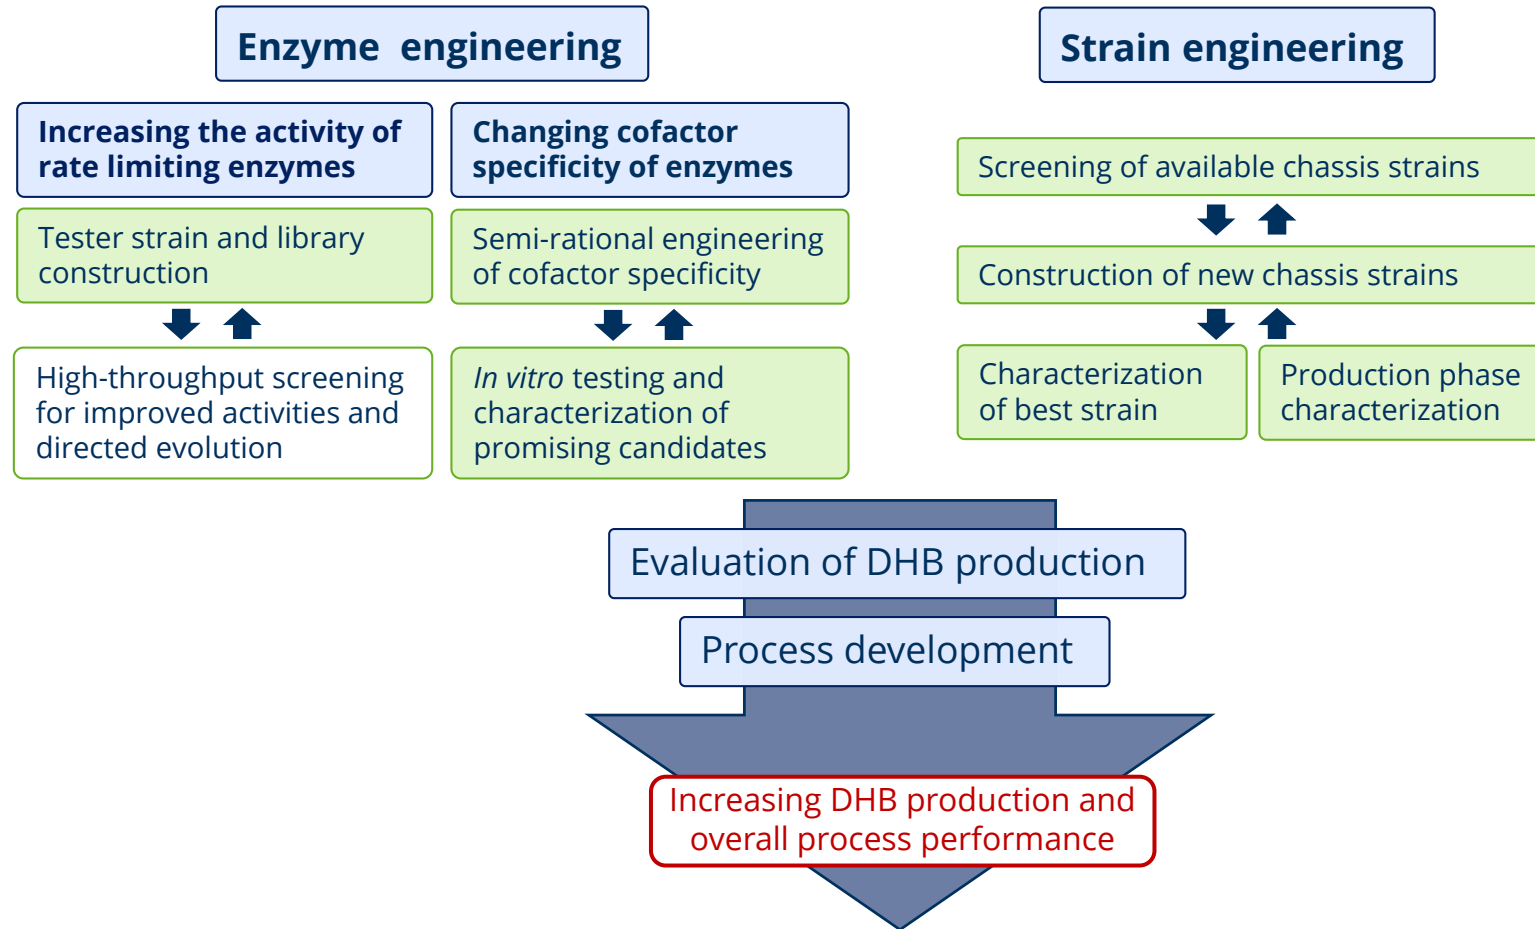 Enzyme engineering
Strain engineering
Increasing the activity of
rate limiting enzymes
Changing cofactor
specificity of enzymes
Tester strain and library
construction
Semi-rational engineering
of cofactor specificity
High-throughput screening
for improved activities and
directed evolution
In vitro testing and
characterization of
promising candidates
Screening of available chassis strains
Construction of new chassis strains
Characterization
of best strain
Production phase
characterization
Evaluation of DHB production
Process development
Increasing DHB production and
overall process performance